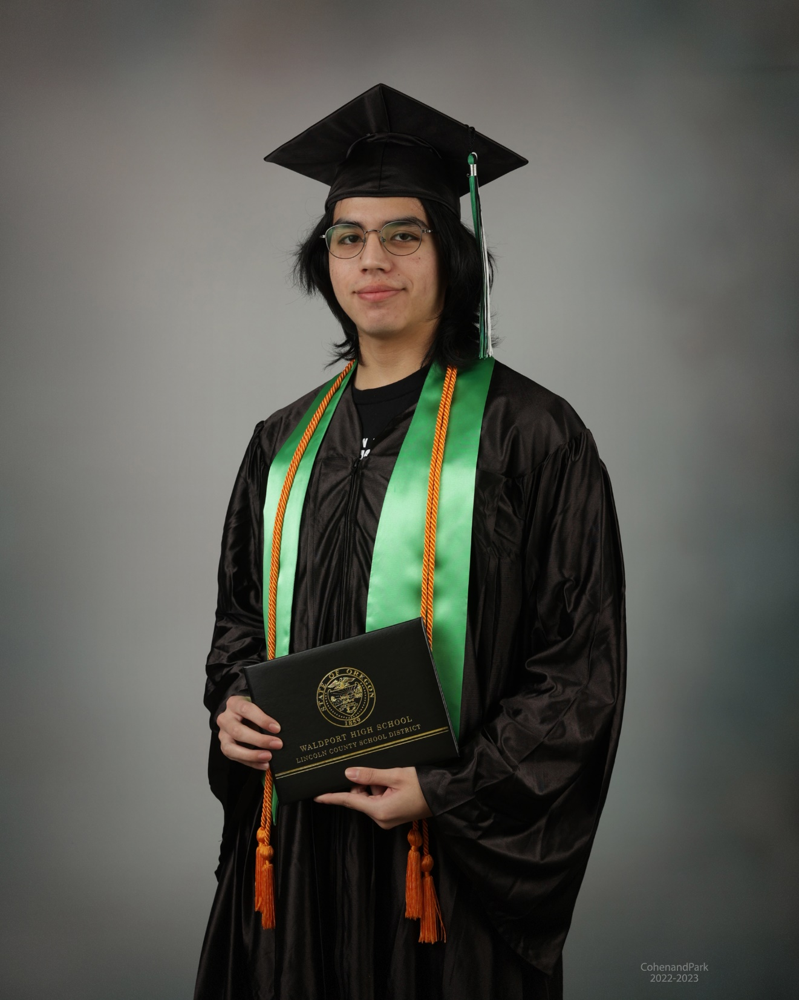 STATE OF OREGON
1859
WALDPORT HIGH SCHOOL
LINCOLN COUNTY SCHOOL DISTRICT
CohenandPark
2022-2023